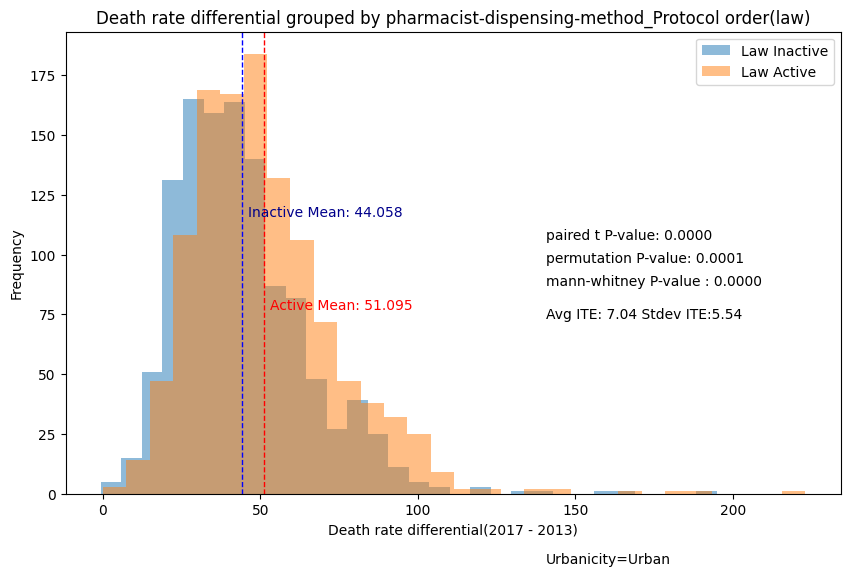 Death rate differential grouped by pharmacist-dispensing-method_Protocol order(law)
Law Inactive
Law Active
175
150
125
100
75
50
25
0
Frequency
Inactive Mean: 44.058
Active Mean: 51.095
paired t P-value: 0.0000
permutation P-value: 0.0001
mann-whitney P-value : 0.0000
Avg ITE: 7.04 Stdev ITE:5.54
0
50
100
150
200
Death rate differential(2017 - 2013)
Urbanicity=Urban